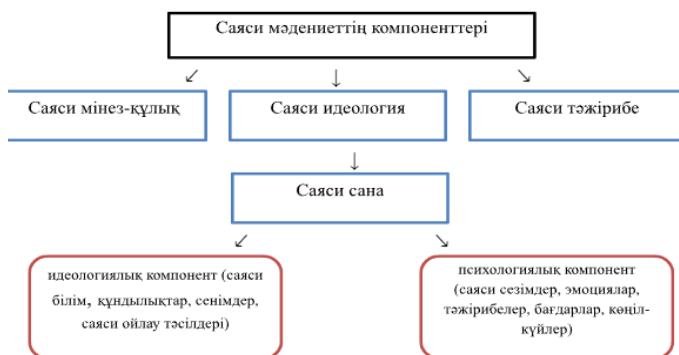 Саяси мәдениеттің компоненттері
Саяси мінез-құлық
Саяси идеология
Саяси тәжірибе
Саяси сана
идеологиялық компонент (саяси
білім, құндылықтар, сенімдер,
саяси ойлау тәсілдері)
психологиялық компонент
(саяси сезімдер, эмоциялар,
тәжірибелер, бағдарлар, көңіл-
күйлер)